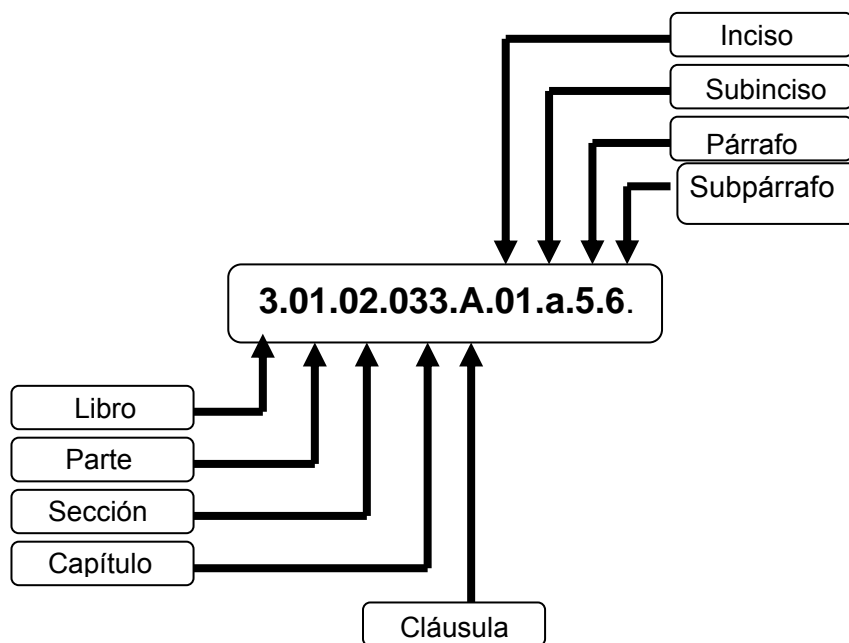 Inciso
Subinciso
Párrafo
Subpárrafo
3.01.02.033.A.01.a.5.6.
Libro
Parte
Sección
Capítulo
Cláusula